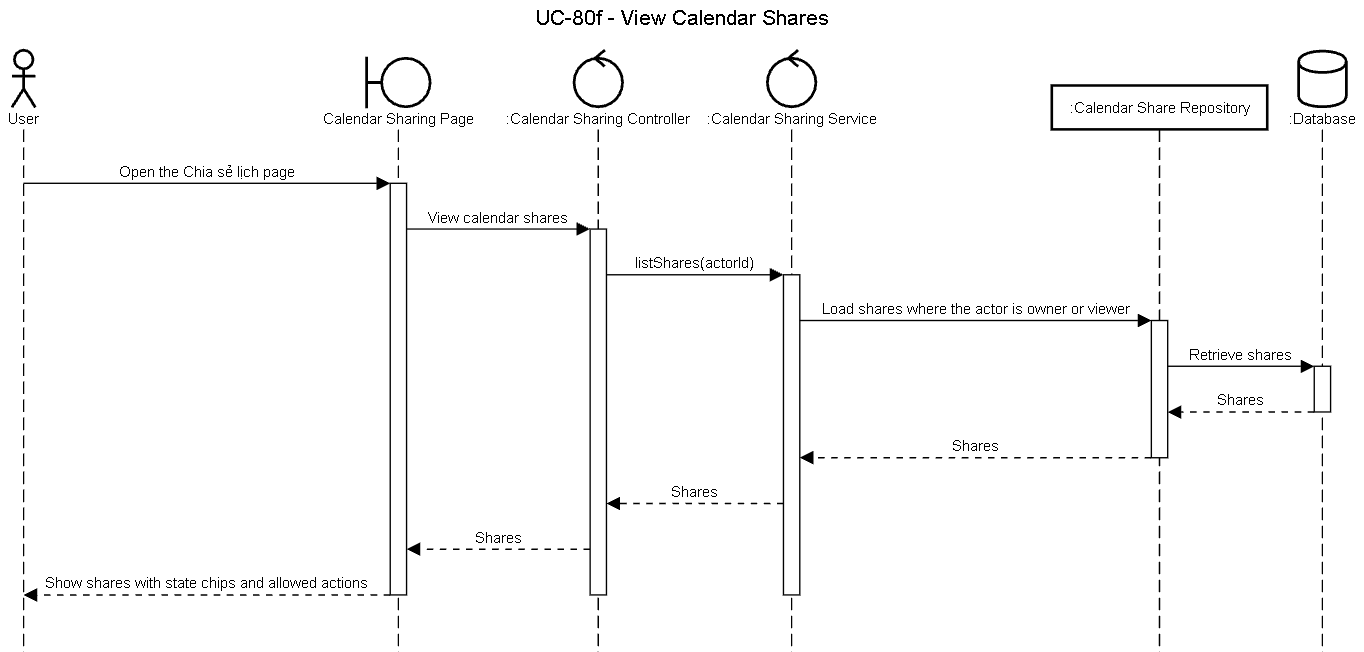 UC-80f - View Calendar Shares
User
Calendar Sharing Page
:Calendar Sharing Controller
:Calendar Sharing Service
:Calendar Share Repository
:Database
Open the Chia sẻ lịch page
View calendar shares
listShares(actorId)
Load shares where the actor is owner or viewer
Retrieve shares
Shares
Shares
Shares
Shares
Show shares with state chips and allowed actions